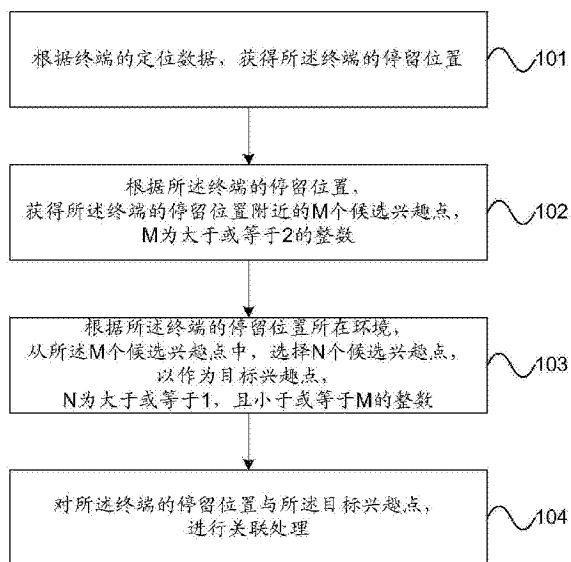 根据终端的定位数据，获得所述终端的停留位置
101
根据所述终端的停留位置，
获得所述终端的停留位置附近的M个候选兴趣点，
M为大于或等于2的整数
102
根据所述终端的停留位置所在环境，
从所述M个候选兴趣点中，选择N个候选兴趣点，
以作为目标兴趣点，
N为大于或等于1，且小于或等于M的整数
103
对所述终端的停留位置与所述目标兴趣点，
进行关联处理
104